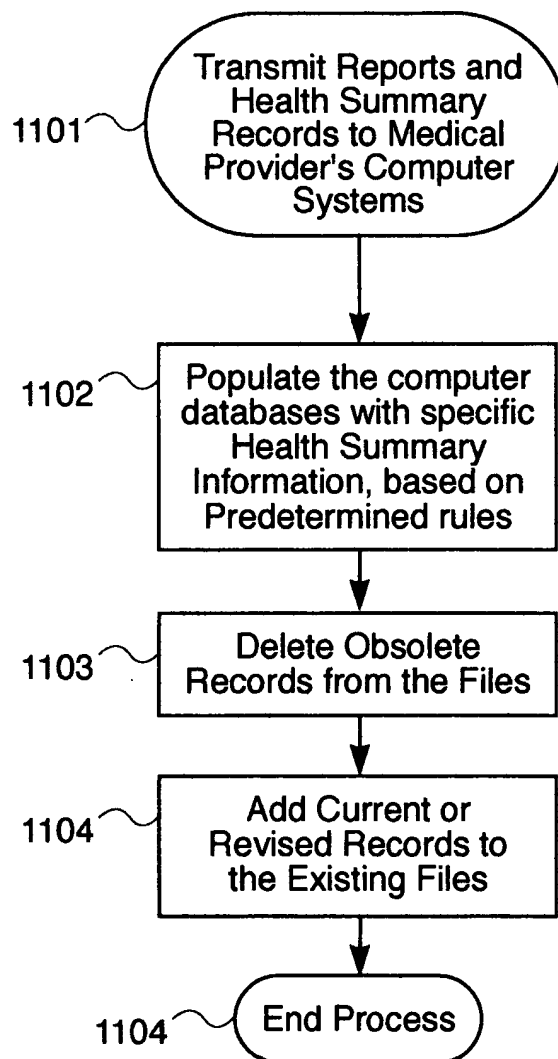 Transmit Reports and
Health Summary
1101
Records to Medical
Provider's Computer
Systems
1102
Populate the computer
databases with specific
Health Summary
Information, based on
Predetermined rules
1103
Delete Obsolete
Records from the Files
1104
Add Current or
Revised Records to
the Existing Files
1104
End Process